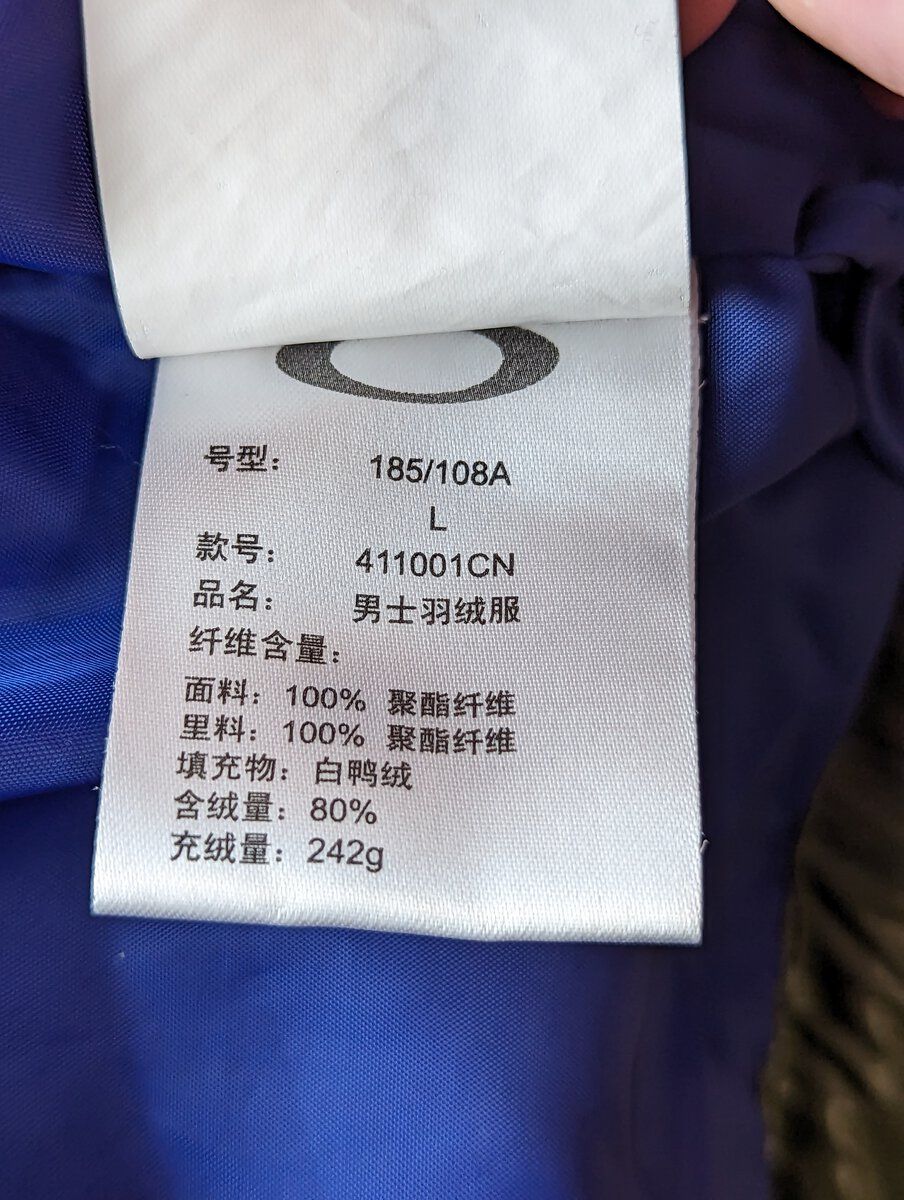 号型： 185/108A
L
款号： 411001CN
品名： 男士羽绒服
纤维含量：
面料：100% 聚酯纤维
里料：100% 聚酯纤维
填充物：白鸭绒
含绒量：80%
充绒量：242g